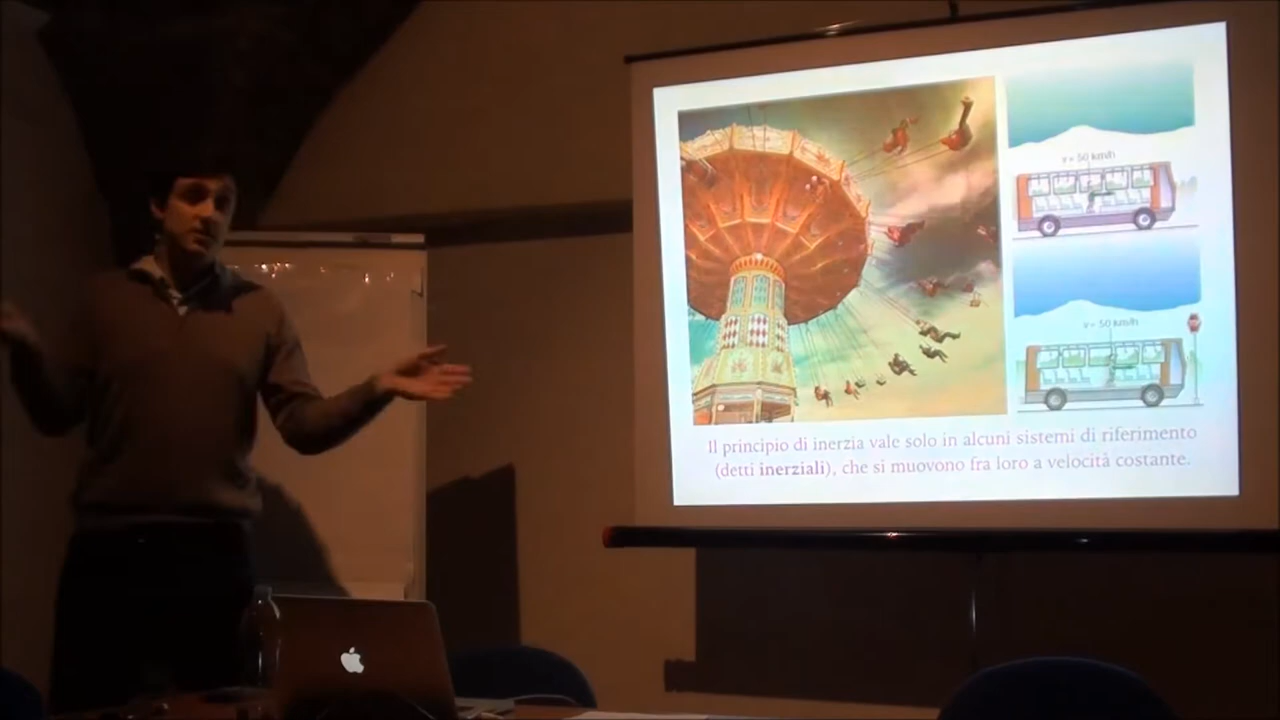 v = 50 km/h
v = 50 km/h
Il principio di inerzia vale solo in alcuni sistemi di riferimento
(detti inerziali), che si muovono fra loro a velocità costante.